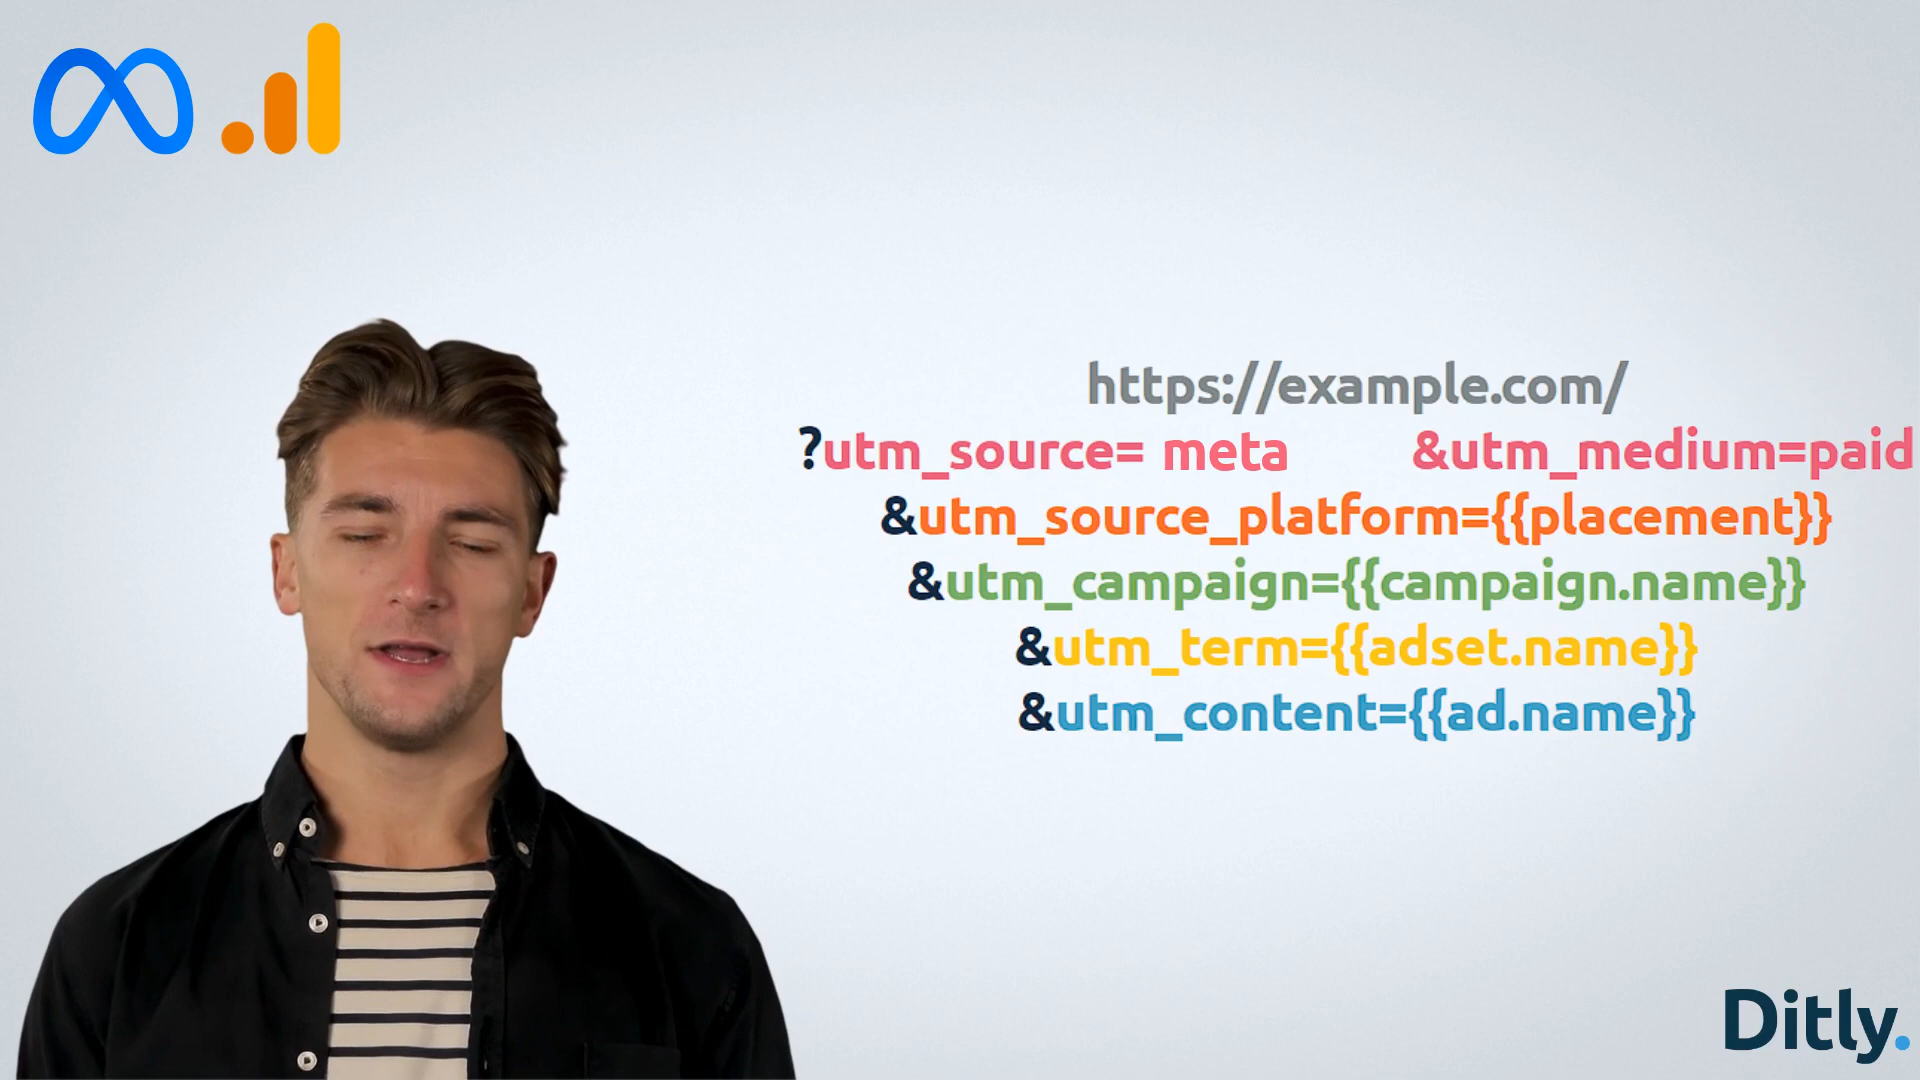 https://example.com/
?utm_source= meta &utm_medium=paid
&utm_source_platform={{placement}}
&utm_campaign={{campaign.name}}
&utm_term={{adset.name}}
&utm_content={{ad.name}}
Ditly.